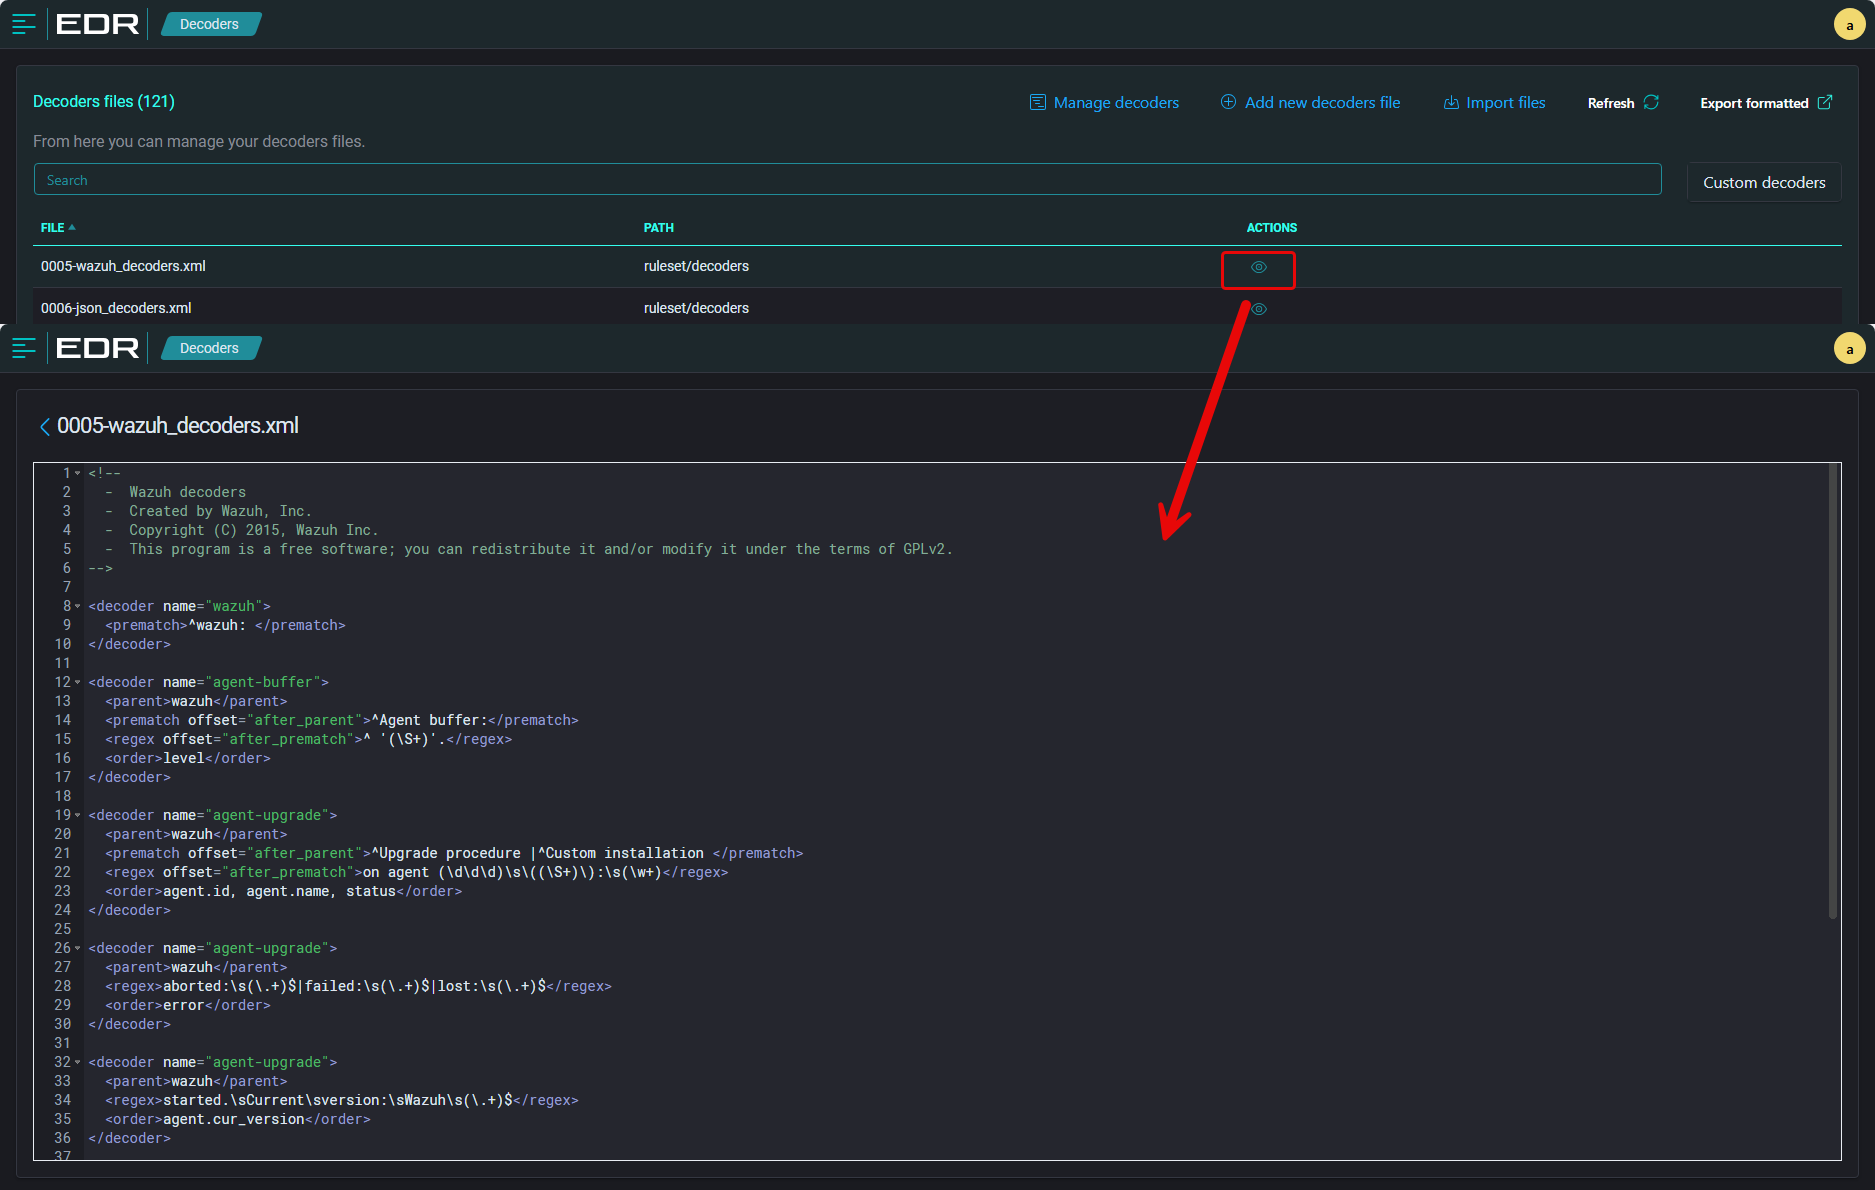 EDR Decoders a
Decoders files (121) Manage decoders Add new decoders file Import files Refresh Export formatted
From here you can manage your decoders files.
Search Custom decoders
FILE PATH ACTIONS
0005-wazuh_decoders.xml ruleset/decoders
0006-json_decoders.xml ruleset/decoders
EDR Decoders a
0005-wazuh_decoders.xml
1 <!--
2   -  Wazuh decoders
3   -  Created by Wazuh, Inc.
4   -  Copyright (C) 2015, Wazuh Inc.
5   -  This program is a free software; you can redistribute it and/or modify it under the terms of GPLv2.
6 -->
7
8 <decoder name="wazuh">
9   <prematch>^wazuh: </prematch>
10 </decoder>
11
12 <decoder name="agent-buffer">
13   <parent>wazuh</parent>
14   <prematch offset="after_parent">^Agent buffer:</prematch>
15   <regex offset="after_prematch">^ '(\S+)'.</regex>
16   <order>level</order>
17 </decoder>
18
19 <decoder name="agent-upgrade">
20   <parent>wazuh</parent>
21   <prematch offset="after_parent">^Upgrade procedure |^Custom installation </prematch>
22   <regex offset="after_prematch">on agent (\d\d\d)\s\((\S+)\):\s(\w+)</regex>
23   <order>agent.id, agent.name, status</order>
24 </decoder>
25
26 <decoder name="agent-upgrade">
27   <parent>wazuh</parent>
28   <regex>aborted:\s(\.+)$|failed:\s(\.+)$|lost:\s(\.+)$</regex>
29   <order>error</order>
30 </decoder>
31
32 <decoder name="agent-upgrade">
33   <parent>wazuh</parent>
34   <regex>started.\sCurrent\sversion:\sWazuh\s(\.+)$</regex>
35   <order>agent.cur_version</order>
36 </decoder>
37